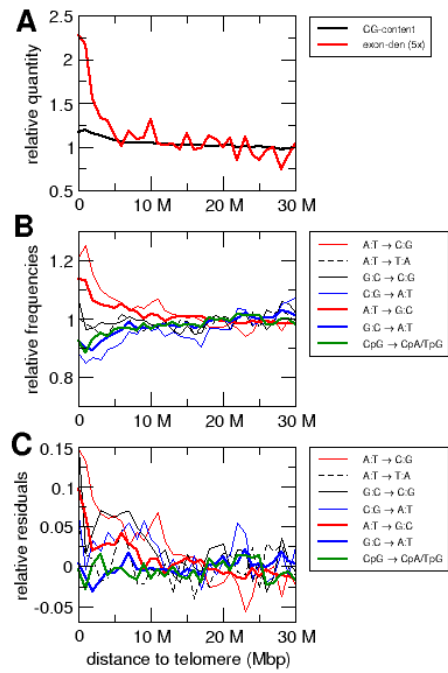 A
relative quantity
2.5
2
1.5
1
0.5
0
10 M
20 M
30 M
CG-content
exon-den (5x)
B
relative frequencies
1.2
1
0.8
0
10 M
20 M
30 M
A:T → C:G
A:T → T:A
G:C → C:G
C:G → A:T
A:T → G:C
G:C → A:T
CpG → CpA/TpG
C
relative residuals
0.15
0.1
0.05
0
-0.05
0
10 M
20 M
30 M
distance to telomere (Mbp)
A:T → C:G
A:T → T:A
G:C → C:G
C:G → A:T
A:T → G:C
G:C → A:T
CpG → CpA/TpG